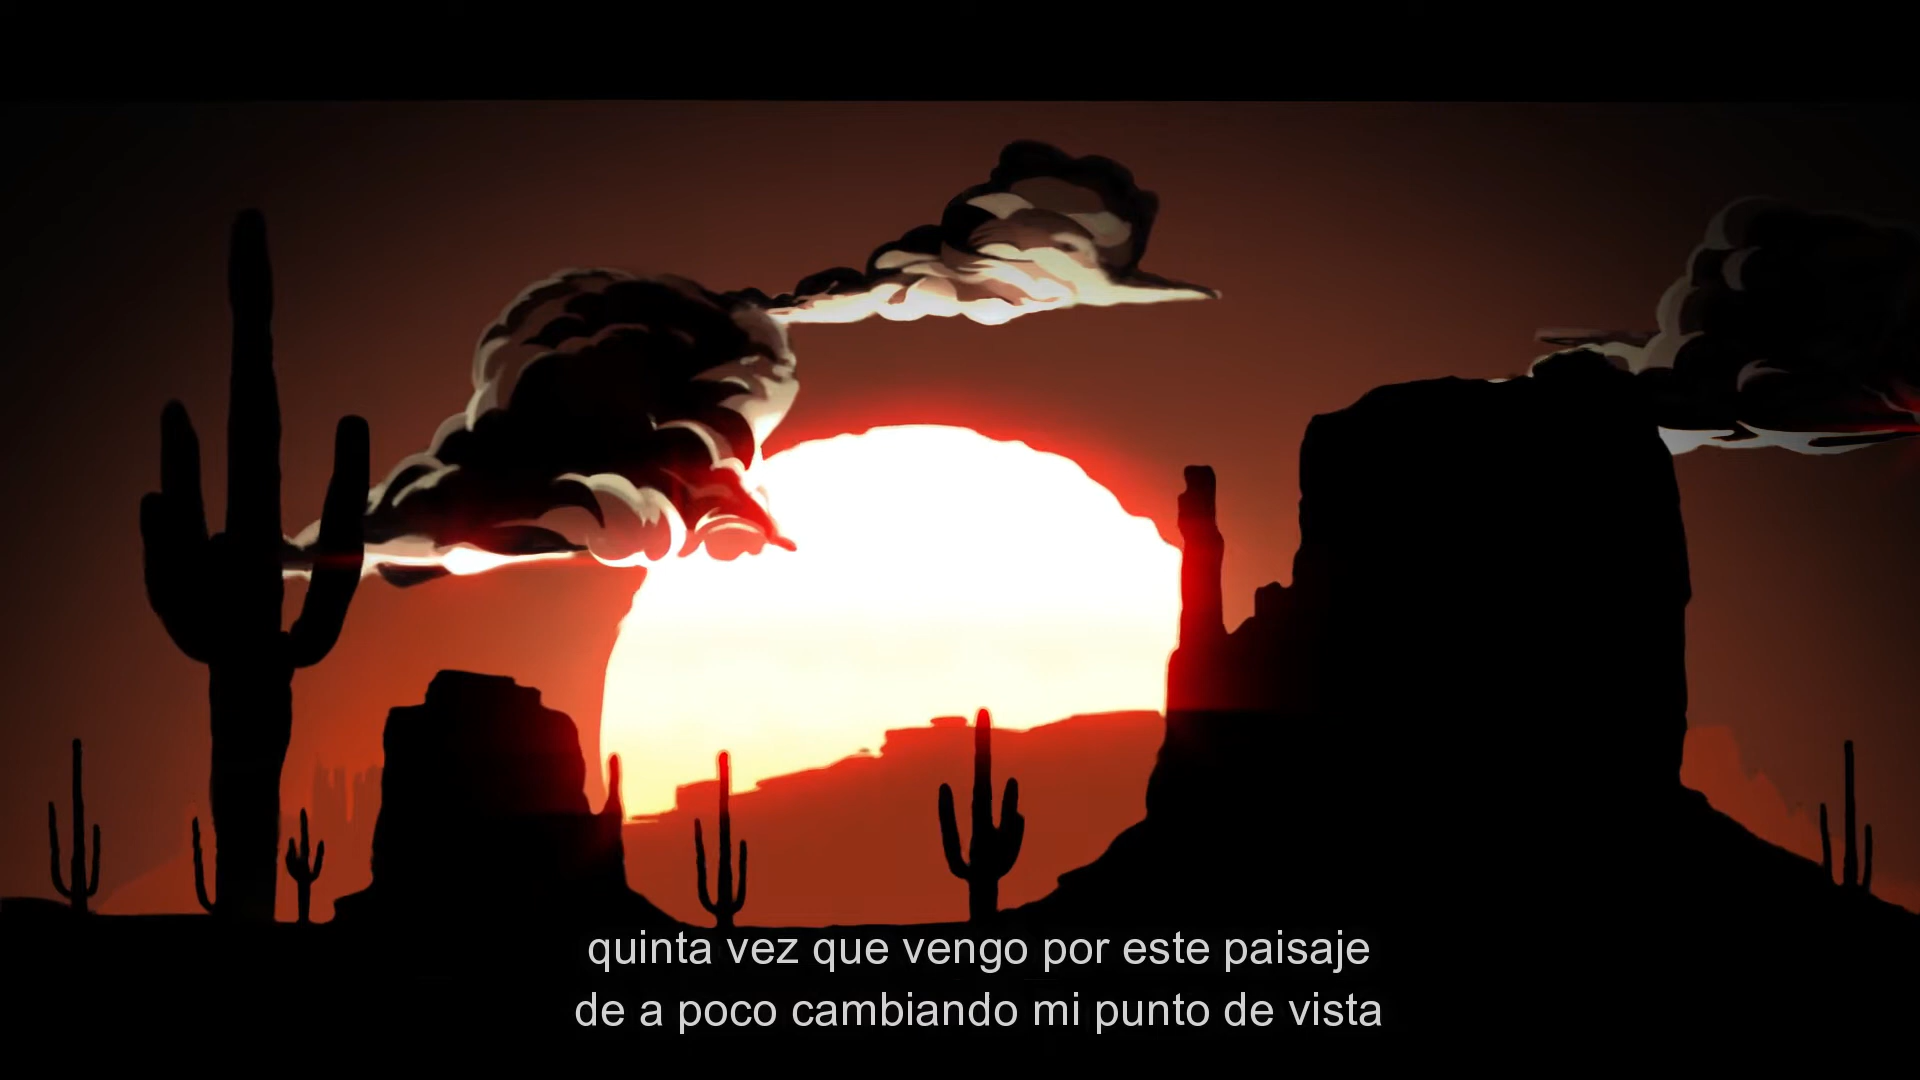 quinta vez que vengo por este paisaje
de a poco cambiando mi punto de vista